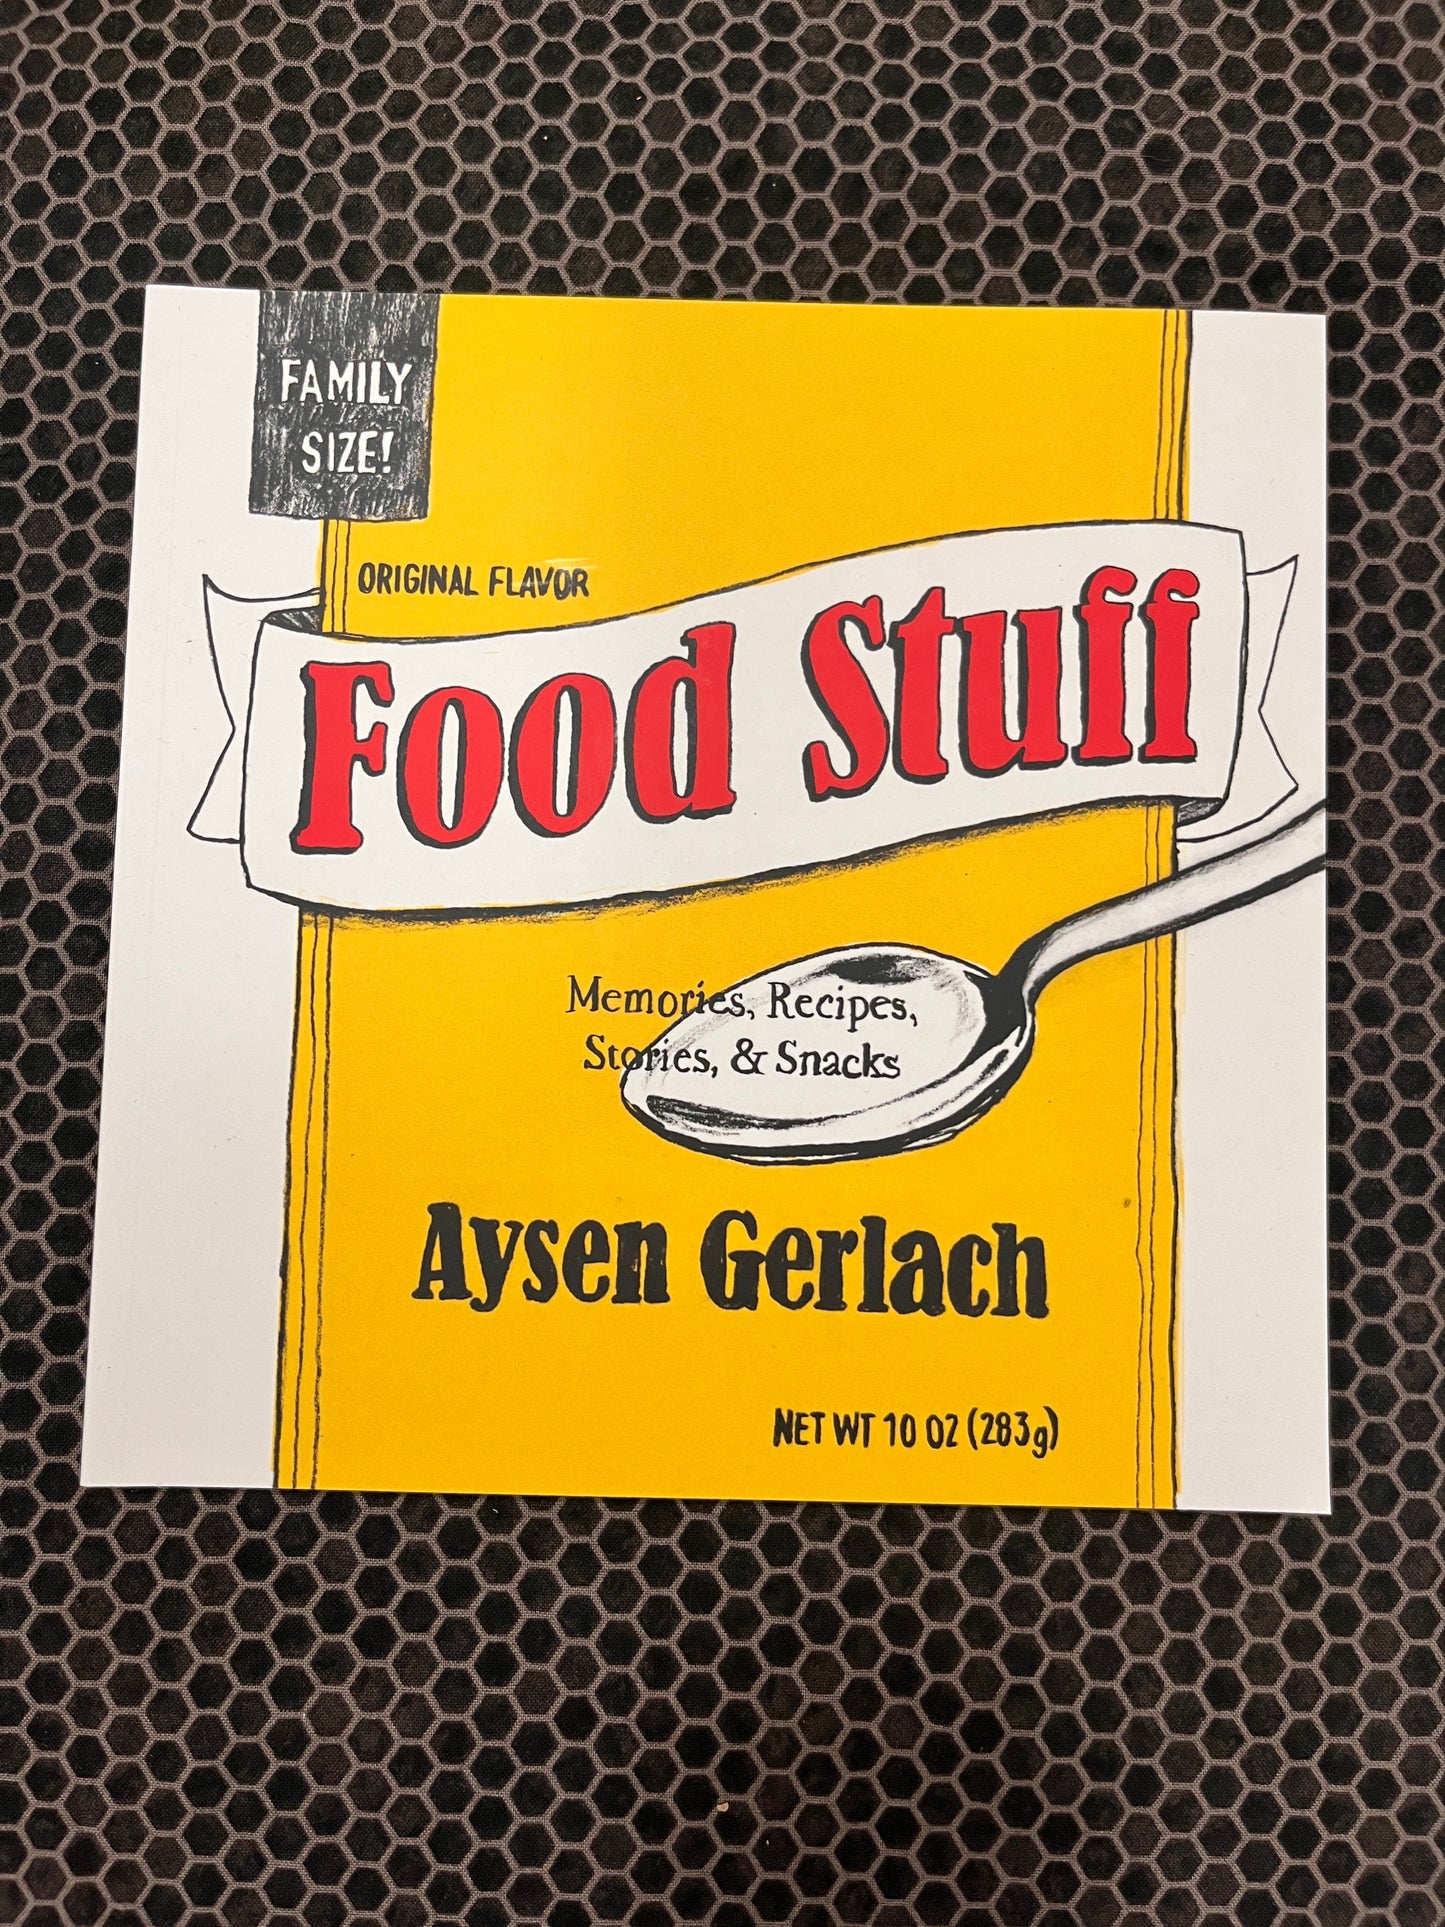 FAMILY
SIZE!
ORIGINAL FLAVOR
Food Stuff
Memories, Recipes,
Stories, & Snacks
Aysen Gerlach
NET WT 10 OZ (283g)